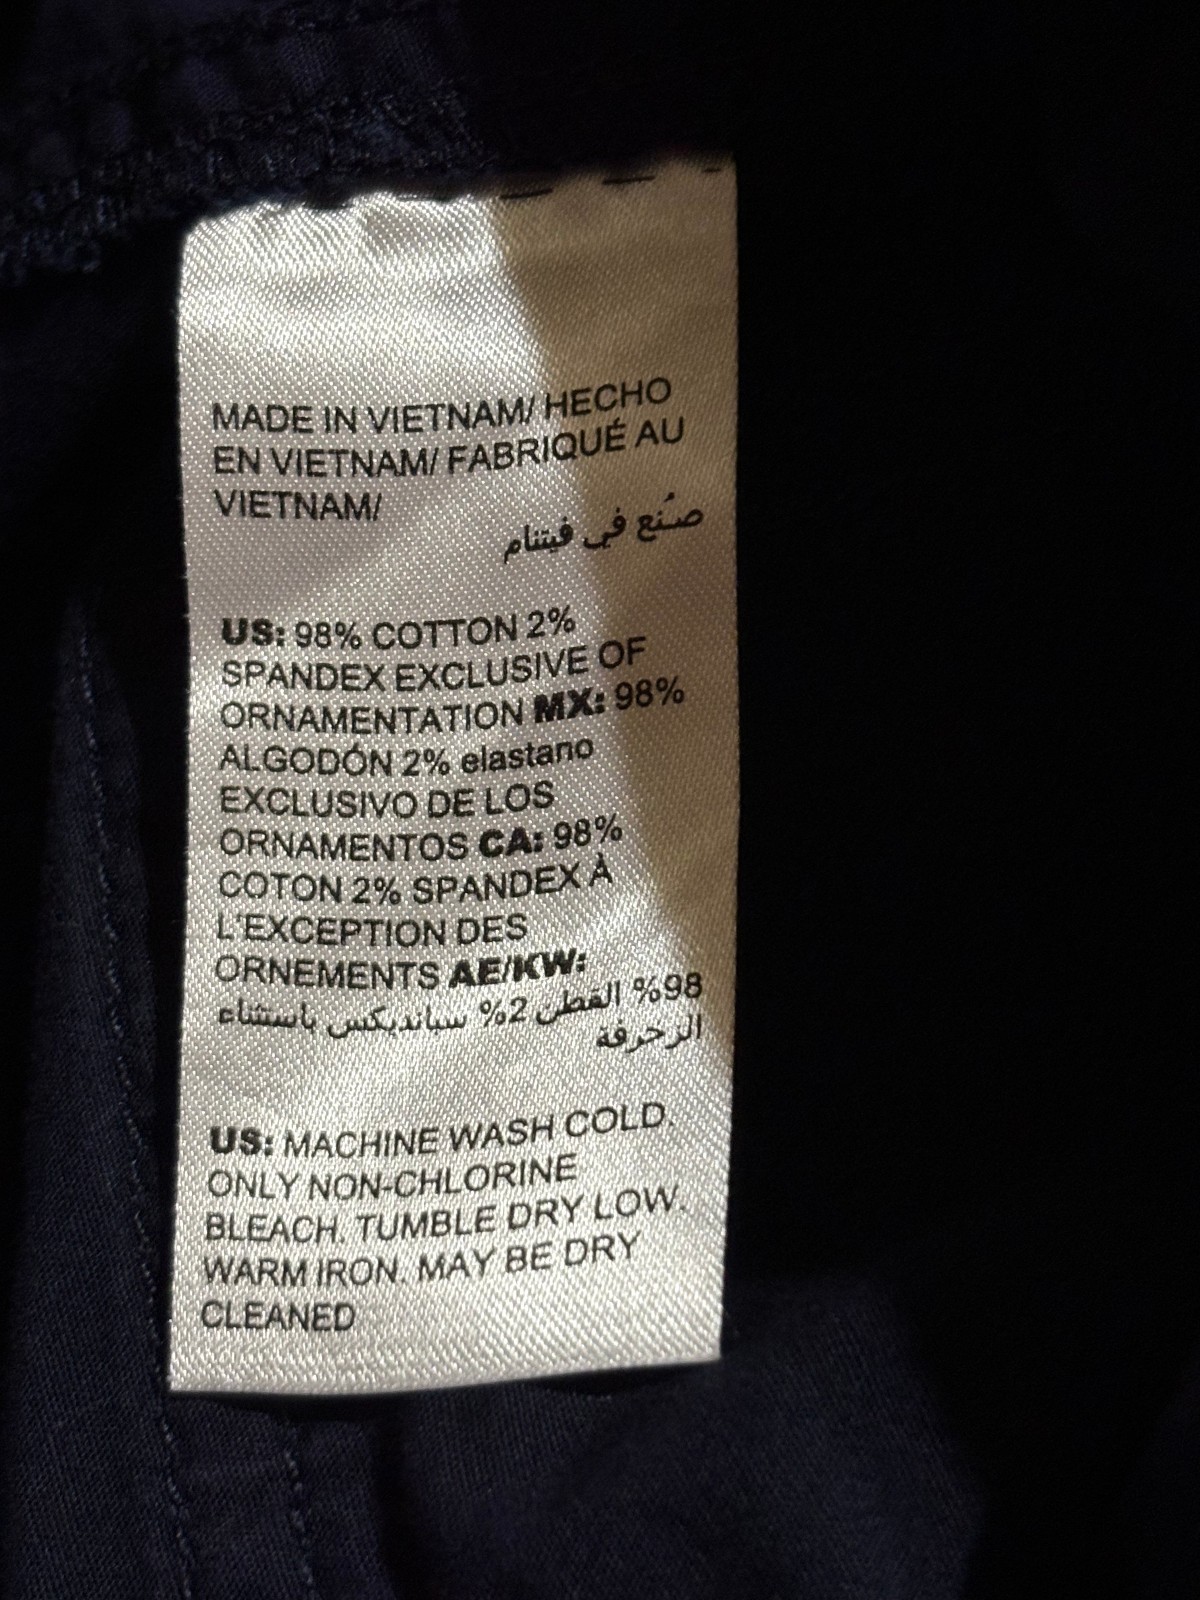 MADE IN VIETNAM/ HECHO
EN VIETNAM/ FABRIQUÉ AU
VIETNAM/
صُنع في فيتنام
US: 98% COTTON 2%
SPANDEX EXCLUSIVE OF
ORNAMENTATION MX: 98%
ALGODÓN 2% elastano
EXCLUSIVO DE LOS
ORNAMENTOS CA: 98%
COTON 2% SPANDEX À
L'EXCEPTION DES
ORNEMENTS AE/KW:
98% القطن 2% سبانديكس باستثناء
الزخرفة
US: MACHINE WASH COLD.
ONLY NON-CHLORINE
BLEACH. TUMBLE DRY LOW.
WARM IRON. MAY BE DRY
CLEANED